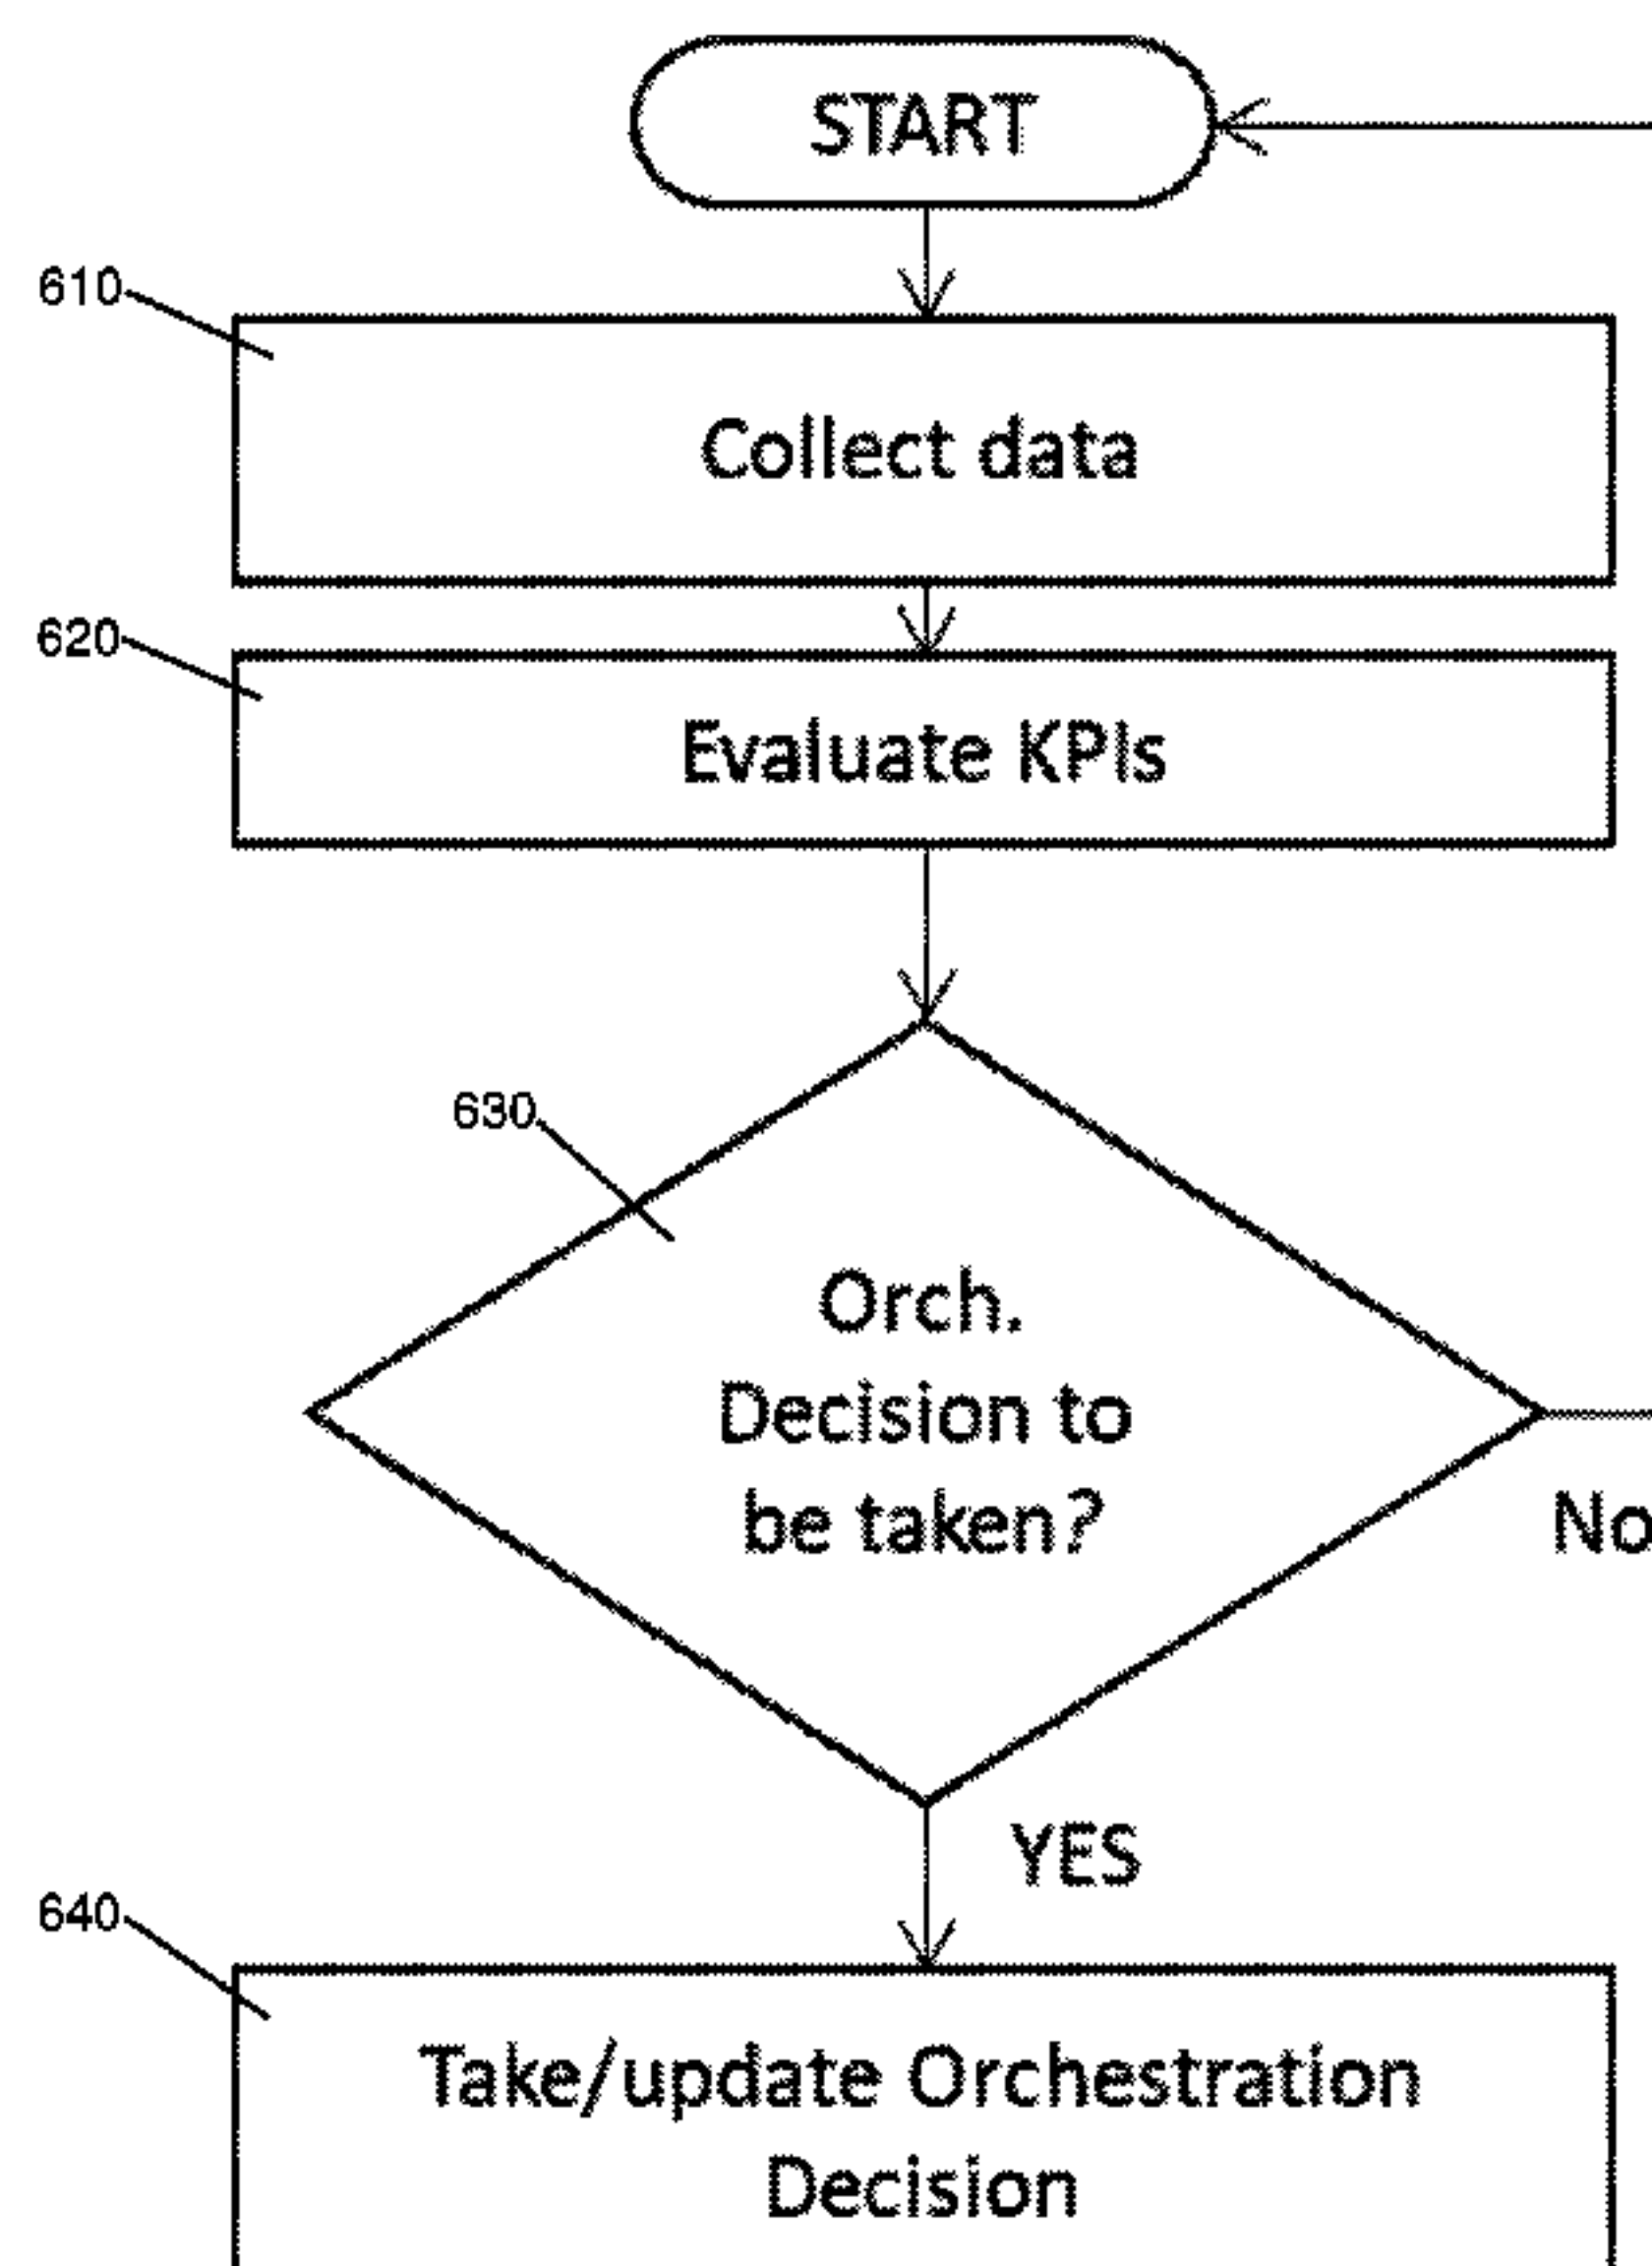 START
610
Collect data
620
Evaluate KPIs
630
Orch.
Decision to
be taken?
No
YES
640
Take/update Orchestration
Decision